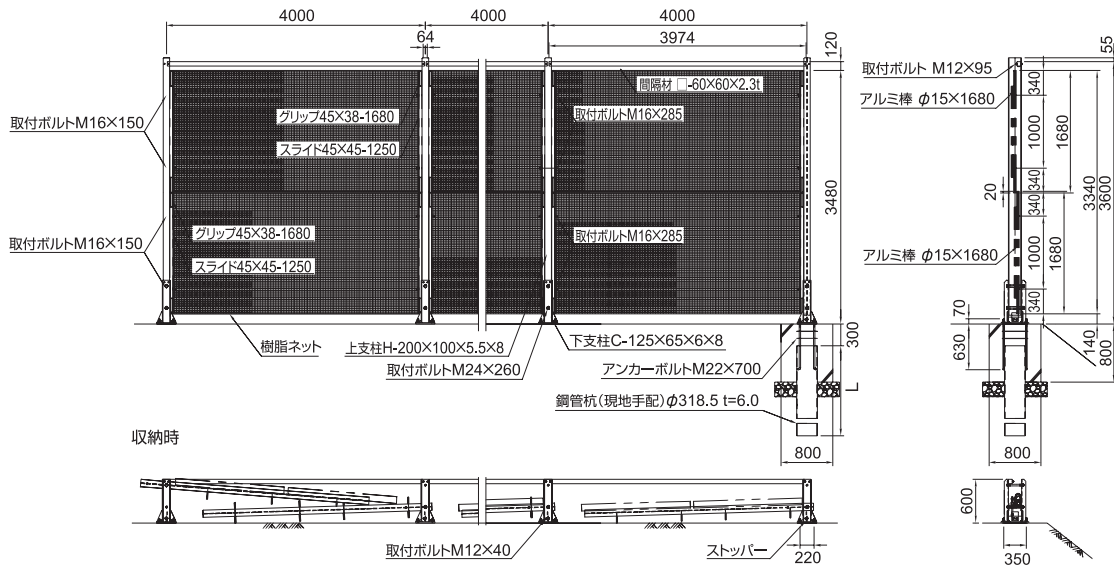 4000
4000
4000
64
3974
120
55
間隔材 □-60×60×2.3t
取付ボルト M12×95
アルミ棒 φ15×1680
取付ボルトM16×150
グリップ45×38-1680
スライド45×45-1250
取付ボルトM16×285
340
1000
340
1680
20
3480
3340
3600
取付ボルトM16×150
グリップ45×38-1680
スライド45×45-1250
取付ボルトM16×285
340
1000
340
1680
アルミ棒 φ15×1680
樹脂ネット
上支柱H-200×100×5.5×8
取付ボルトM24×260
下支柱C-125×65×6×8
アンカーボルトM22×700
鋼管杭(現地手配)φ318.5 t=6.0
300
L
800
70
630
140
800
800
収納時
取付ボルトM12×40
ストッパー
220
600
350